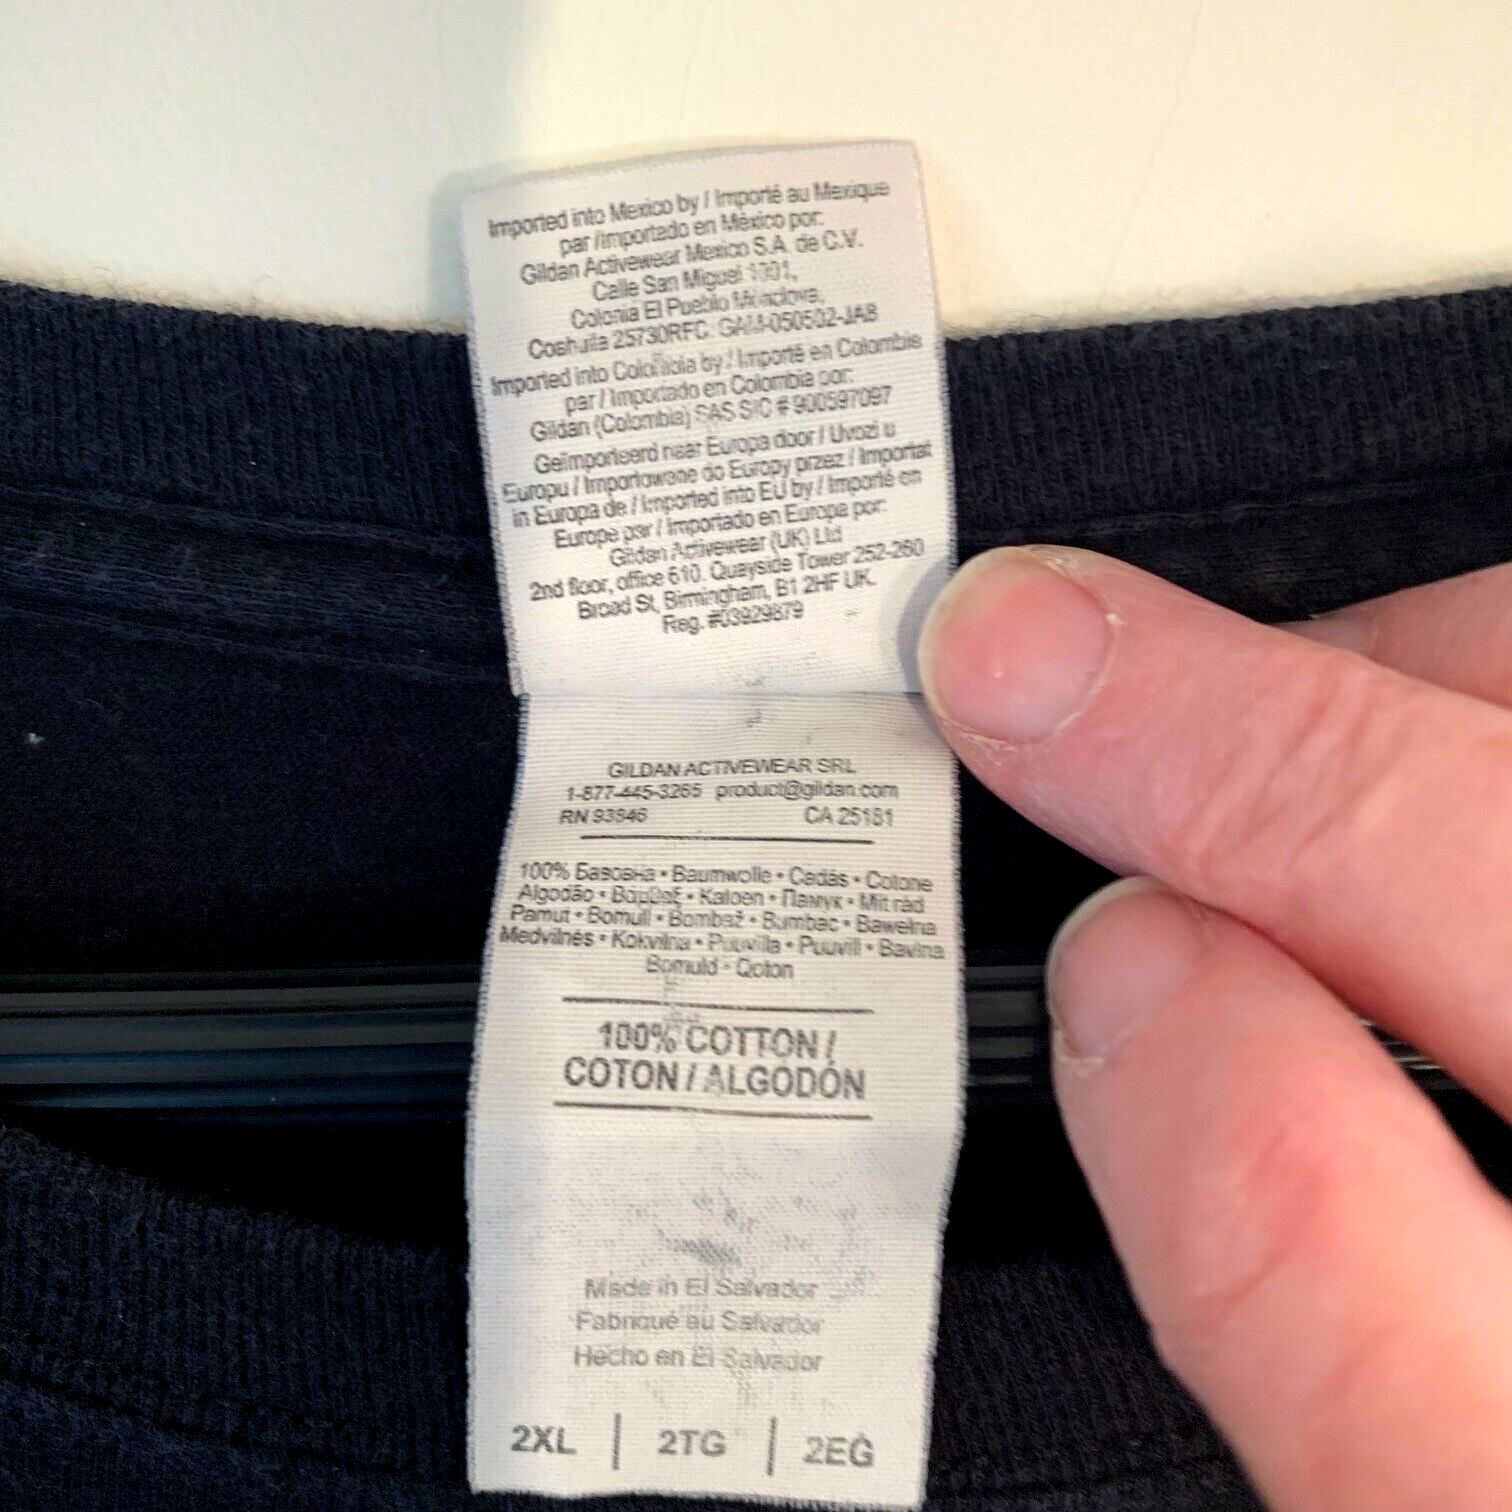 Imported into Mexico by / Importé au Mexique
par /Importado en México por:
Gildan Activewear Mexico S.A. de C.V.
Calle San Miguel 1001,
Colonia El Pueblo Monclova,
Coahuila 25730RFC: GAM-050502-JA8
Imported into Colombia by / Importé en Colombie
par / Importado en Colombia por:
Gildan (Colombia) SAS SIC # 900597097
Geïmporteerd naar Europa door / Uvozi u
Europu / Importowane do Europy przez / Importat
in Europa de / Imported into EU by / Importé en
Europe par / Importado en Europa por:
Gildan Activewear (UK) Ltd
2nd floor, office 610. Quayside Tower 252-260
Broad St, Birmingham, B1 2HF UK.
Reg. #03929879
GILDAN ACTIVEWEAR SRL
1-877-445-3265 product@gildan.com
RN 93846 CA 25181
100% Бавовна • Baumwolle • Cadás • Cotone
Algodão • Βαμβάξ • Katoen • Памук • Mit rad
Pamut • Bomull • Bombaž • Bumbac • Bawełna
Medvilnės • Kokvilna • Puuvilla • Puuvill • Bavlna
Bomuld • Qoton
100% COTTON /
COTON / ALGODÓN
Made in El Salvador
Fabriqué au Salvador
Hecho en El Salvador
2XL | 2TG | 2EG